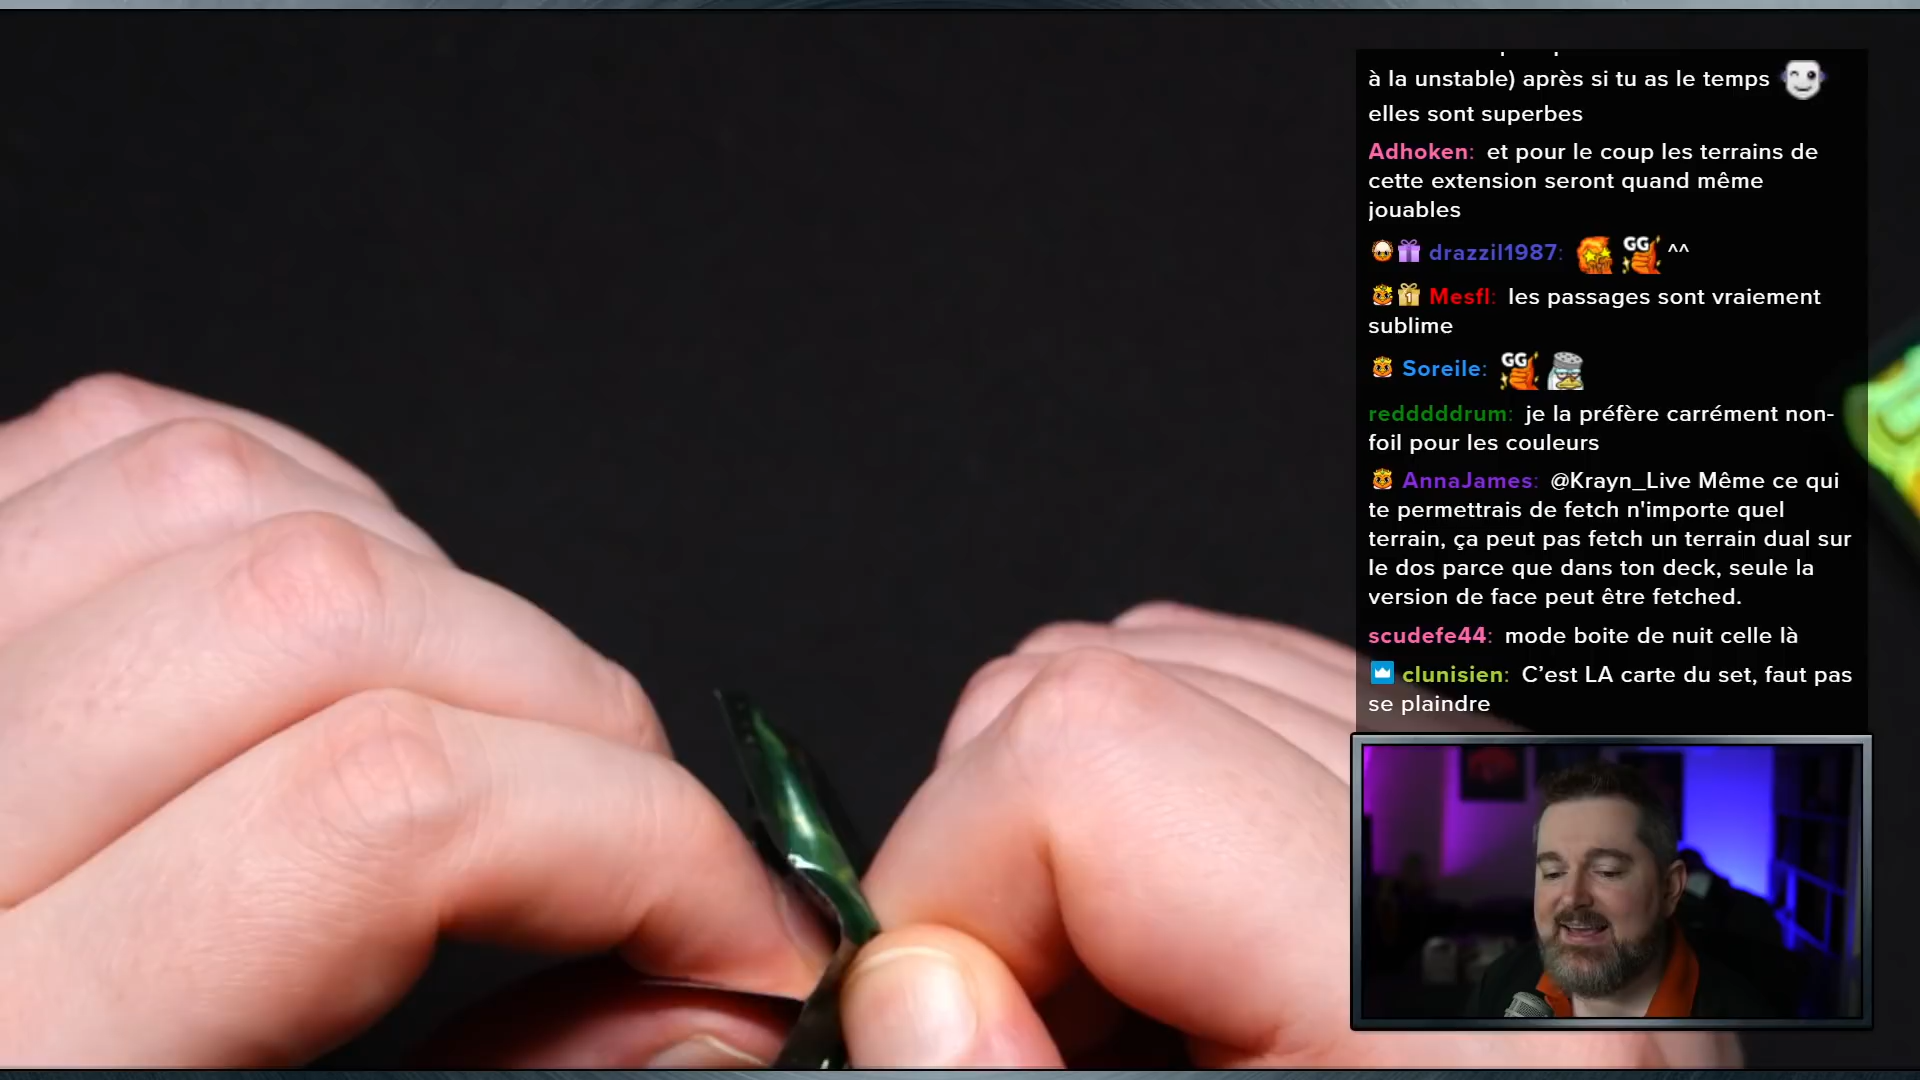 à la unstable) après si tu as le temps
elles sont superbes
Adhoken: et pour le coup les terrains de
cette extension seront quand même
jouables
drazzil1987: GG ^^
1 Mesfl: les passages sont vraiement
sublime
Soreile: GG
redddddrum: je la préfère carrément non-
foil pour les couleurs
AnnaJames: @Krayn_Live Même ce qui
te permettrais de fetch n'importe quel
terrain, ça peut pas fetch un terrain dual sur
le dos parce que dans ton deck, seule la
version de face peut être fetched.
scudefe44: mode boite de nuit celle là
clunisien: C’est LA carte du set, faut pas
se plaindre